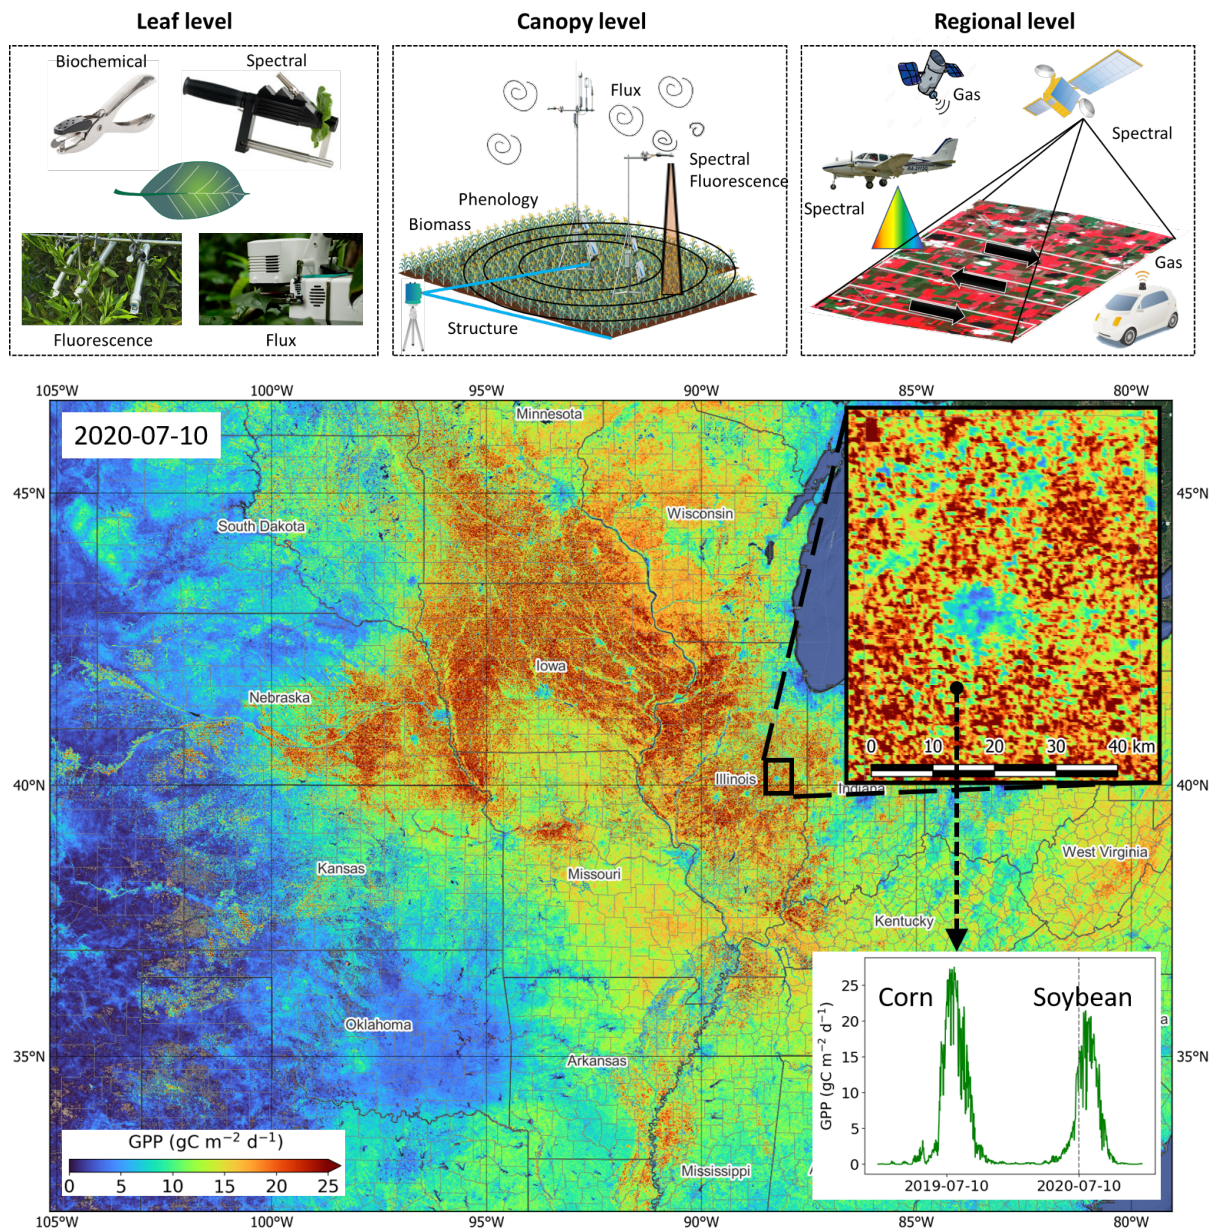 Leaf level
Canopy level
Regional level
Biochemical
Spectral
Fluorescence
Flux
Flux
Spectral
Fluorescence
Phenology
Biomass
Structure
Gas
Spectral
Spectral
Gas
105°W
100°W
95°W
90°W
85°W
80°W
2020-07-10
45°N
45°N
40°N
40°N
35°N
35°N
Minnesota
South Dakota
Wisconsin
Iowa
Nebraska
Illinois
Indiana
Kansas
Missouri
West Virginia
Kentucky
Oklahoma
Arkansas
Mississippi
0 10 20 30 40 km
Corn
Soybean
GPP (gC m⁻² d⁻¹)
25
20
15
10
5
0
2019-07-10
2020-07-10
GPP (gC m⁻² d⁻¹)
0 5 10 15 20 25
105°W
100°W
95°W
90°W
85°W
80°W